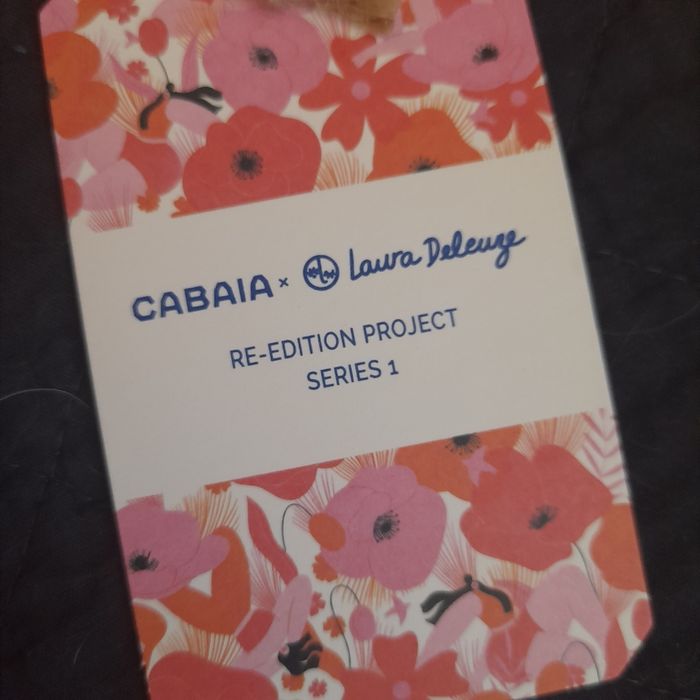 CABAIA × Laura Deleuze
RE-EDITION PROJECT
SERIES 1